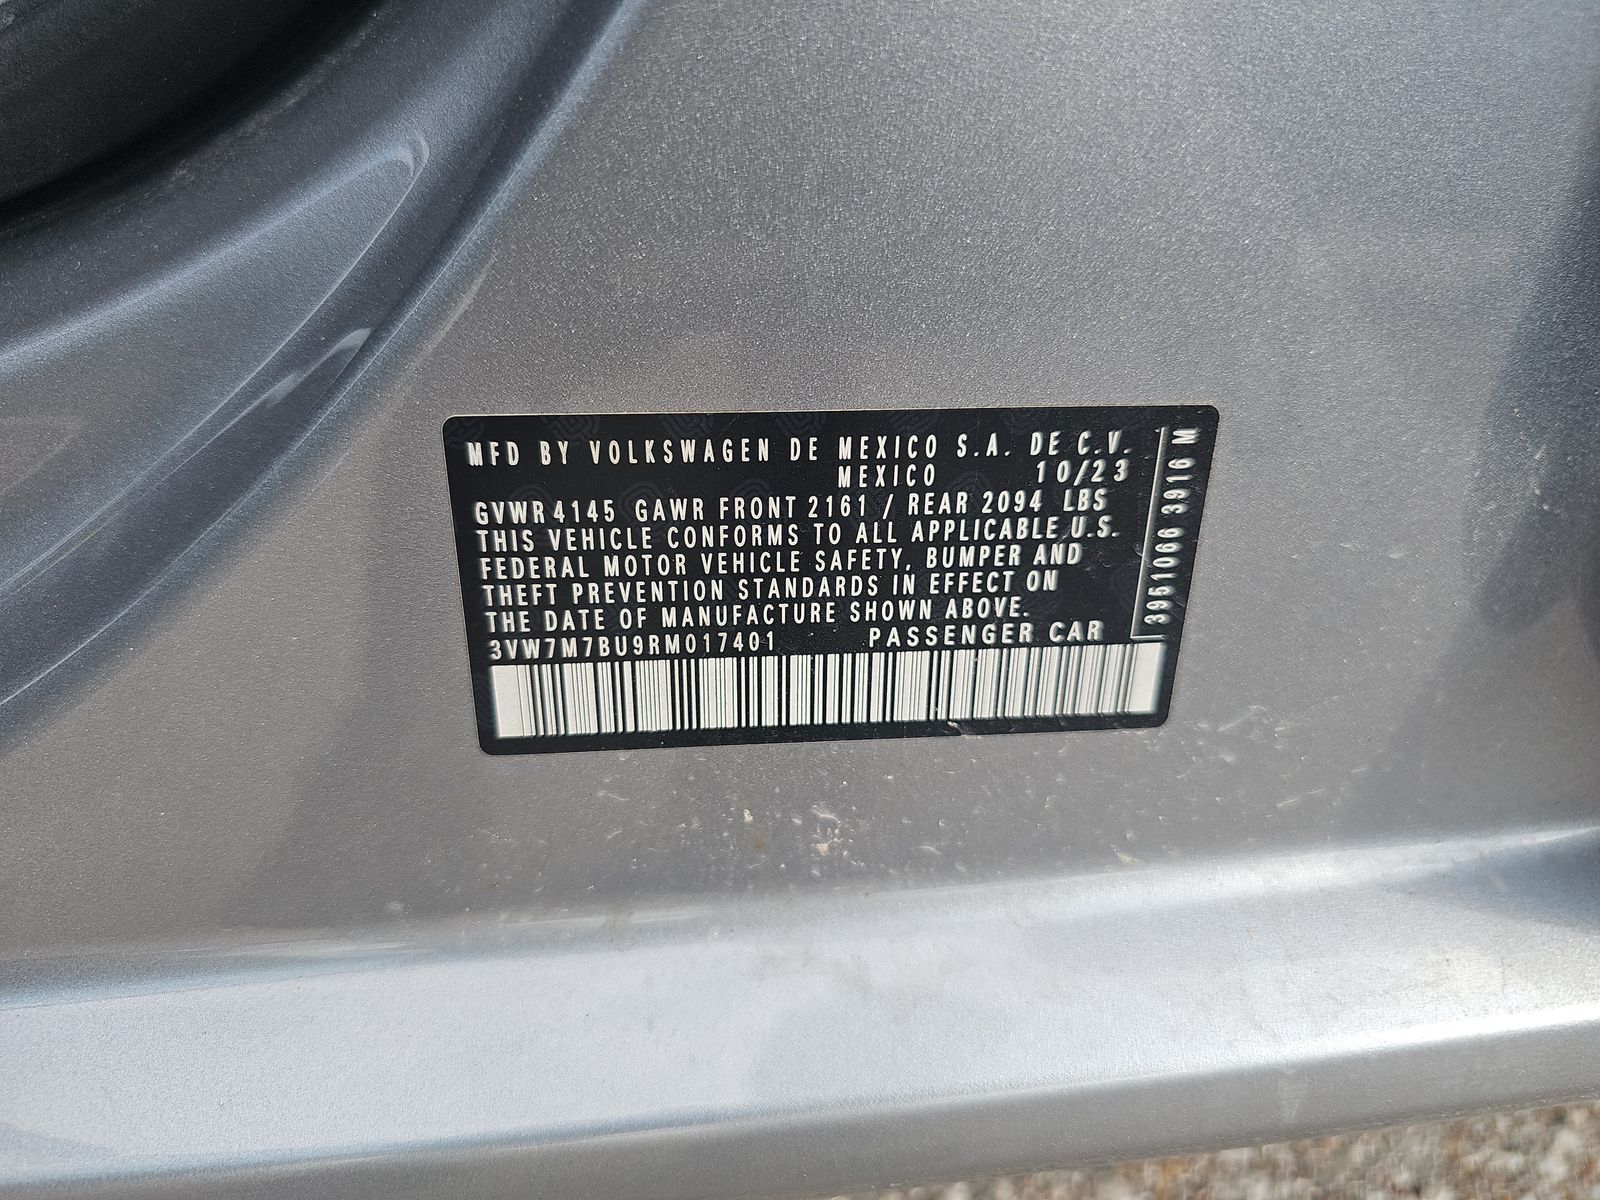 MFD BY VOLKSWAGEN DE MEXICO S.A. DE C.V.
MEXICO 10/23
GVWR 4145 GAWR FRONT 2161 / REAR 2094 LBS
THIS VEHICLE CONFORMS TO ALL APPLICABLE U.S.
FEDERAL MOTOR VEHICLE SAFETY, BUMPER AND
THEFT PREVENTION STANDARDS IN EFFECT ON
THE DATE OF MANUFACTURE SHOWN ABOVE.
3VW7M7BU9RM017401 PASSENGER CAR
3951066 3916 M